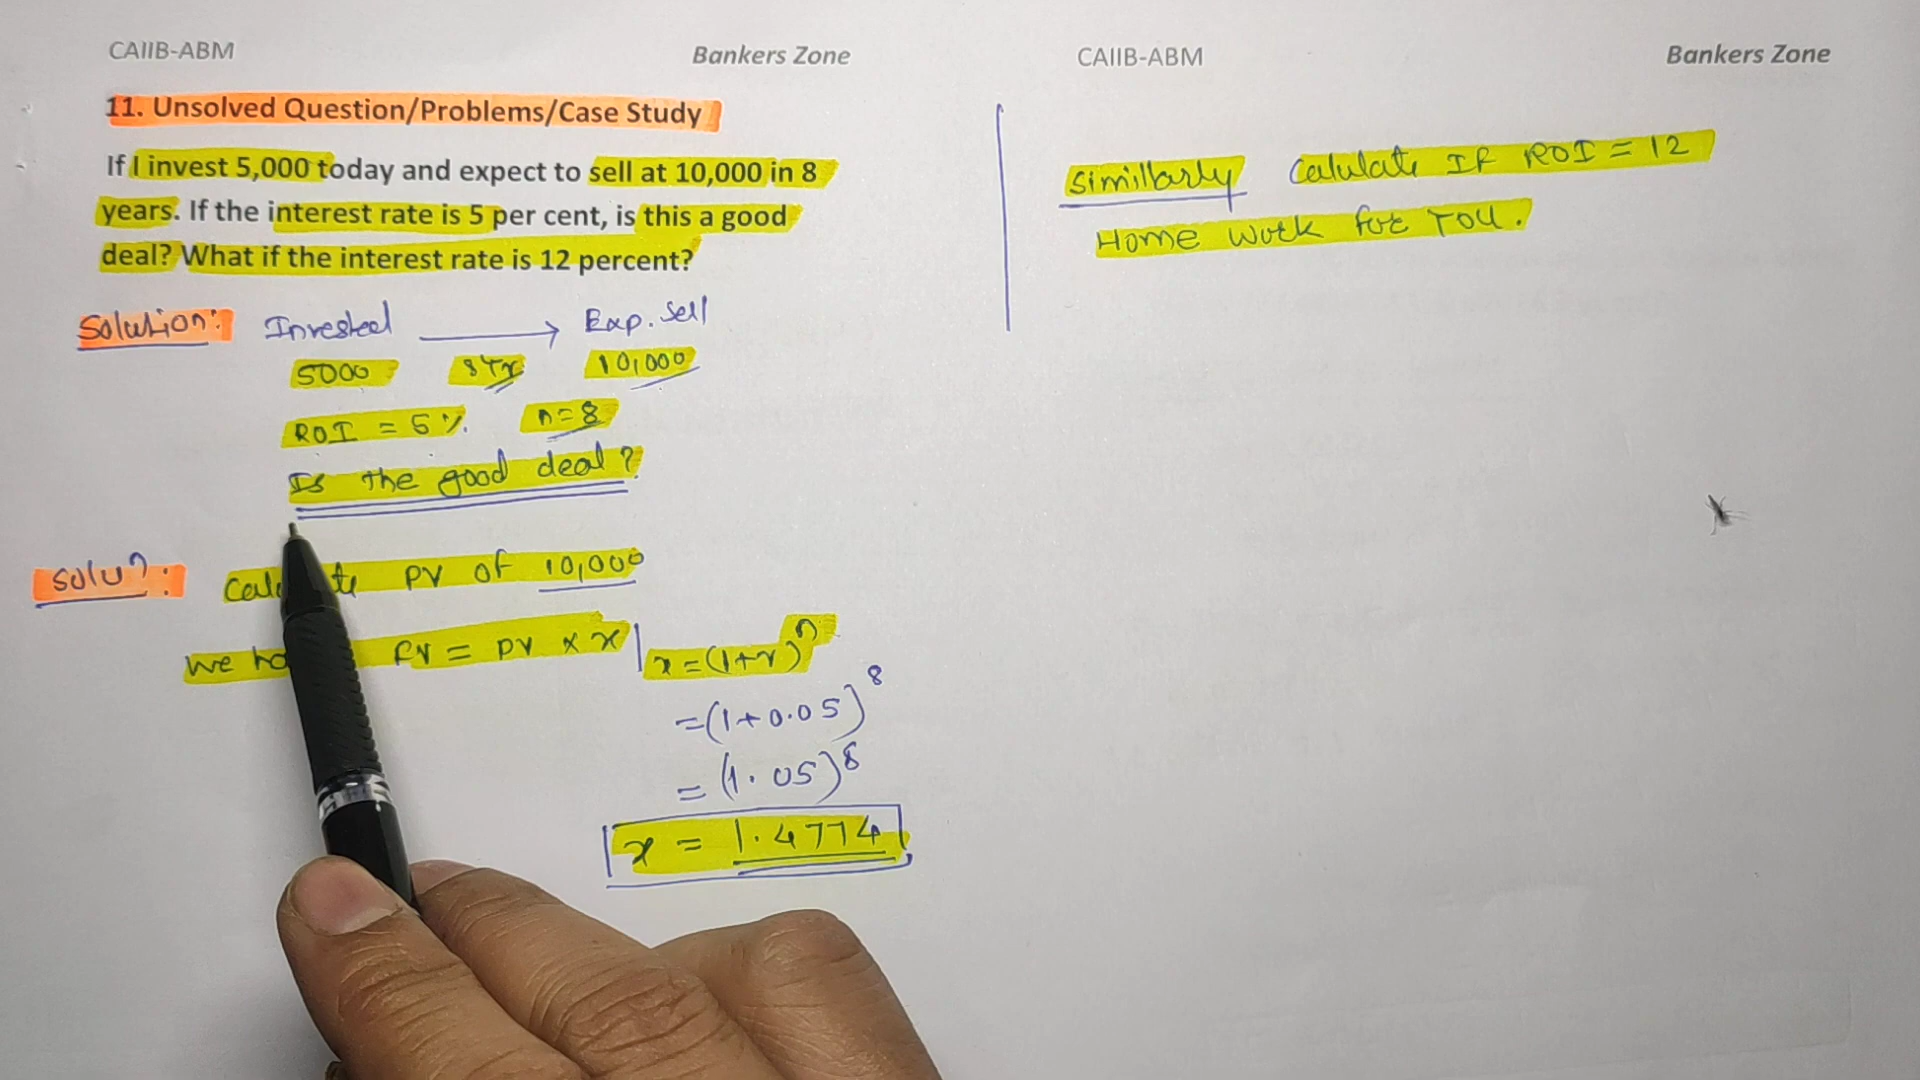 CAIIB-ABM Bankers Zone
11. Unsolved Question/Problems/Case Study
If I invest 5,000 today and expect to sell at 10,000 in 8
years. If the interest rate is 5 per cent, is this a good
deal? What if the interest rate is 12 percent?
Solution: Invested → Exp. Sell
5000 8Yr 10,000
ROI = 5% n=8
Is the good deal?
Solun: PV of 10,000
We FV = PV × x | x = (1+r)^n
=(1+0.05)^8
= (1.05)^8
x = 1.4774
CAIIB-ABM Bankers Zone
Simillarly Calulate IF ROI = 12
Home Work for You.